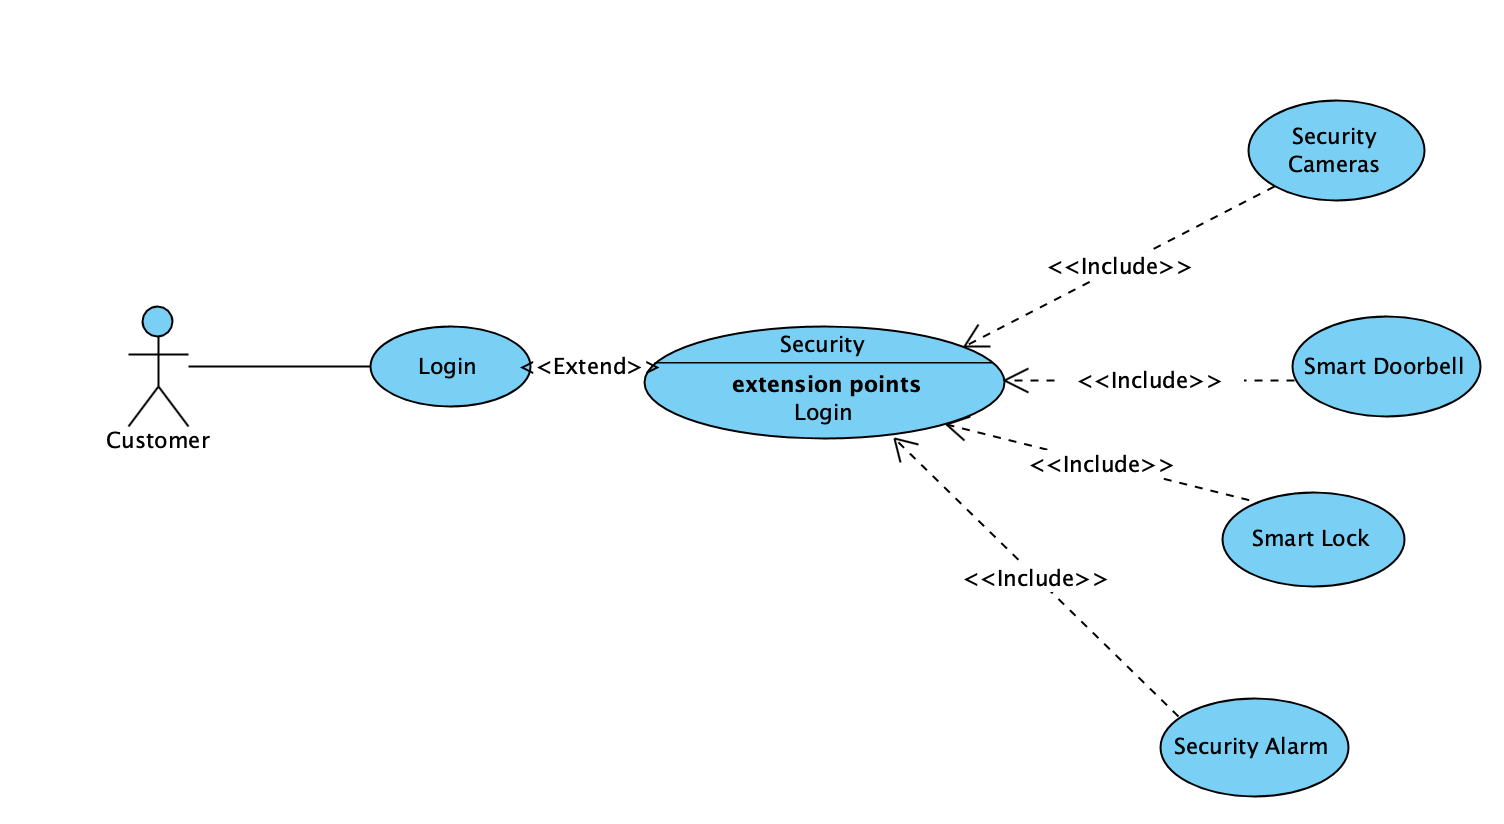 Security
Cameras
<<Include>>
Security
Login
<<Extend>>
Smart Doorbell
<<Include>>
extension points
Login
Customer
<<Include>>
Smart Lock
<<Include>>
Security Alarm